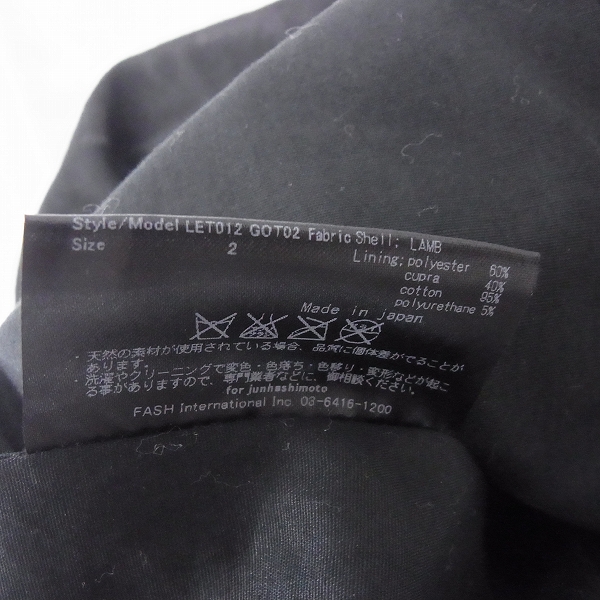 Style/Model LET012 GOT02 Fabric Shell: LAMB
Size 2 Lining: polyester 60%
cupra 40%
cotton 95%
polyurethane 5%
Made in japan
・天然の素材が使用されている場合、品質に個体差がでることが
あります。
・洗濯やクリーニングで変色・色落ち・色移り・変形などが起こ
る事がありますので、専門業者などに、御相談ください。
for junhashimoto
FASH International Inc. 03-6416-1200